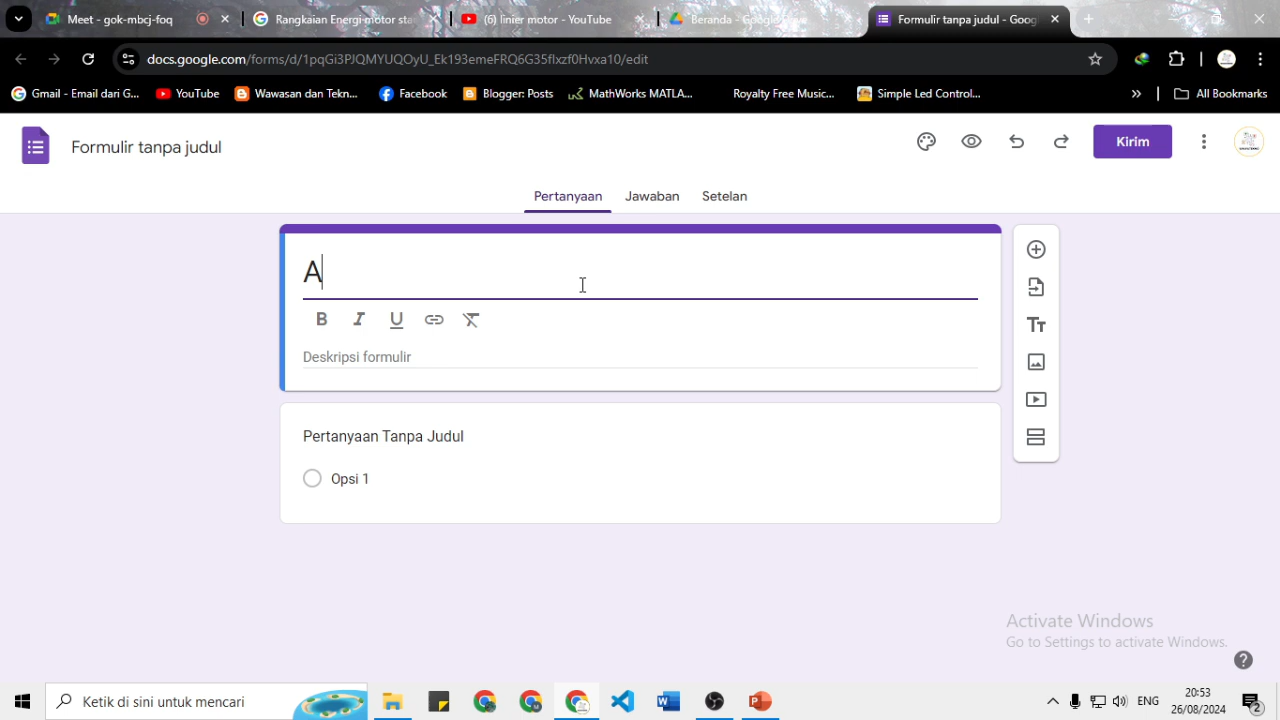 Meet - gok-mbcj-foq
Rangkaian Energi motor sta
(6) linier motor - YouTube
Beranda - Google
Formulir tanpa judul - Goog
docs.google.com/forms/d/1pqGi3PJQMYUQOyU_Ek193emeFRQ6G35flxzf0Hvxa10/edit
Gmail - Email dari G...
YouTube
Wawasan dan Tekn...
Facebook
Blogger: Posts
MathWorks MATLA...
Royalty Free Music...
Simple Led Control...
All Bookmarks
Formulir tanpa judul
Kirim
Pertanyaan
Jawaban
Setelan
A
B I U
Deskripsi formulir
Pertanyaan Tanpa Judul
Opsi 1
Activate Windows
Go to Settings to activate Windows.
Ketik di sini untuk mencari
ENG
20:53
26/08/2024
2